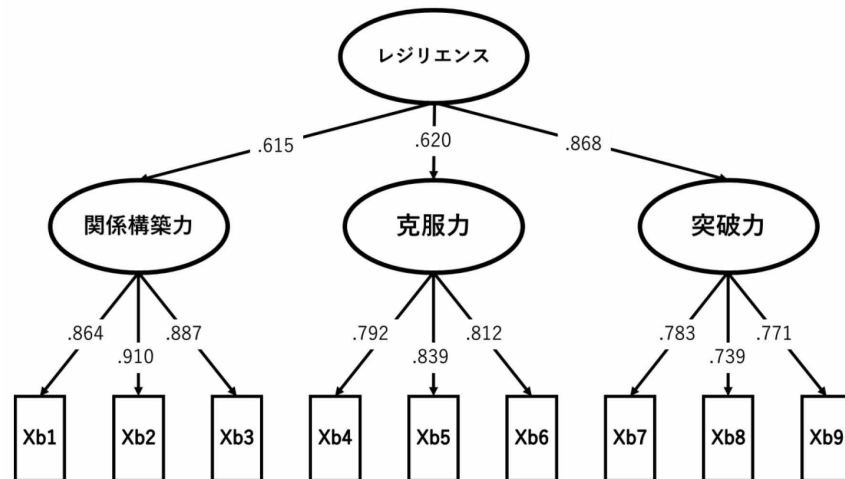 レジリエンス
.615
.620
.868
関係構築力
克服力
突破力
.864
.910
.887
.792
.839
.812
.783
.739
.771
Xb1
Xb2
Xb3
Xb4
Xb5
Xb6
Xb7
Xb8
Xb9